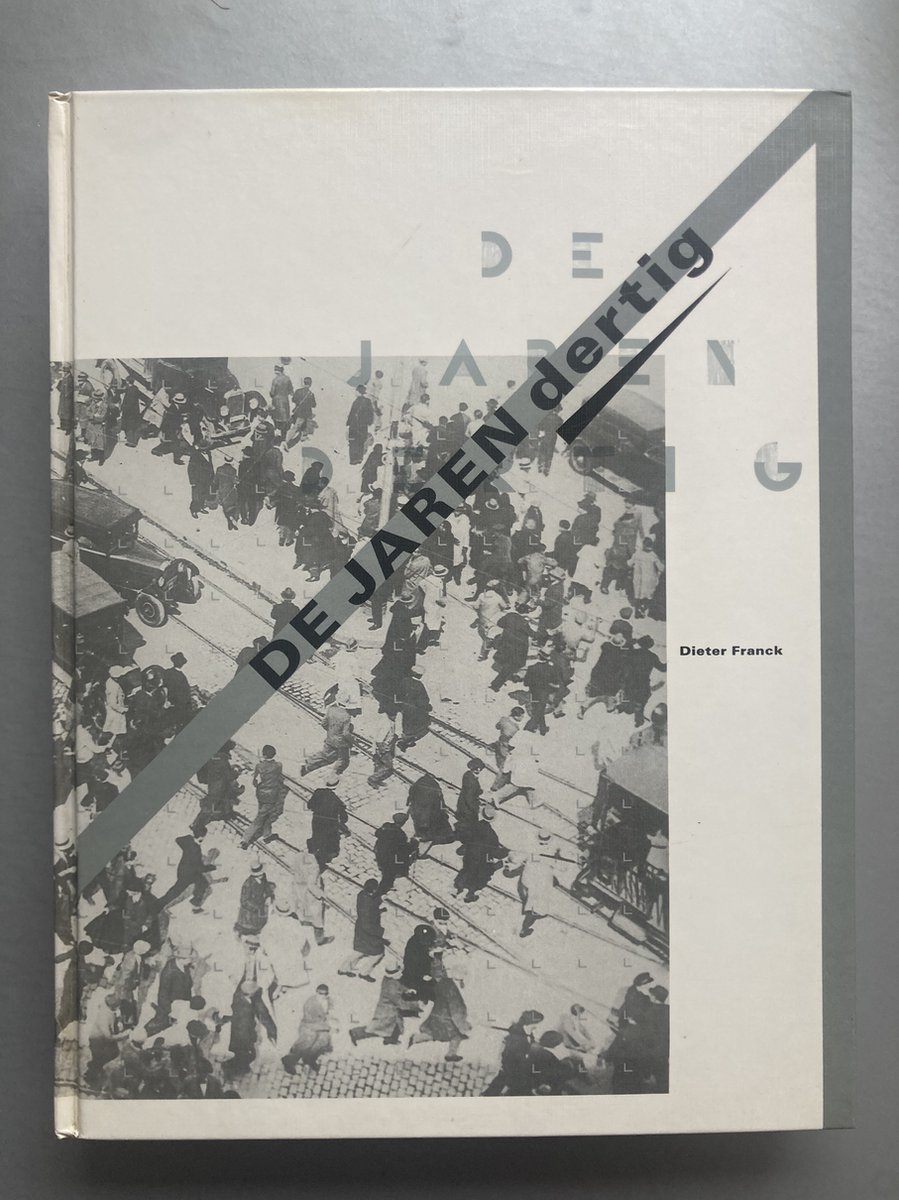 DE
JAREN
DERTIG
DE JAREN dertig
Dieter Franck